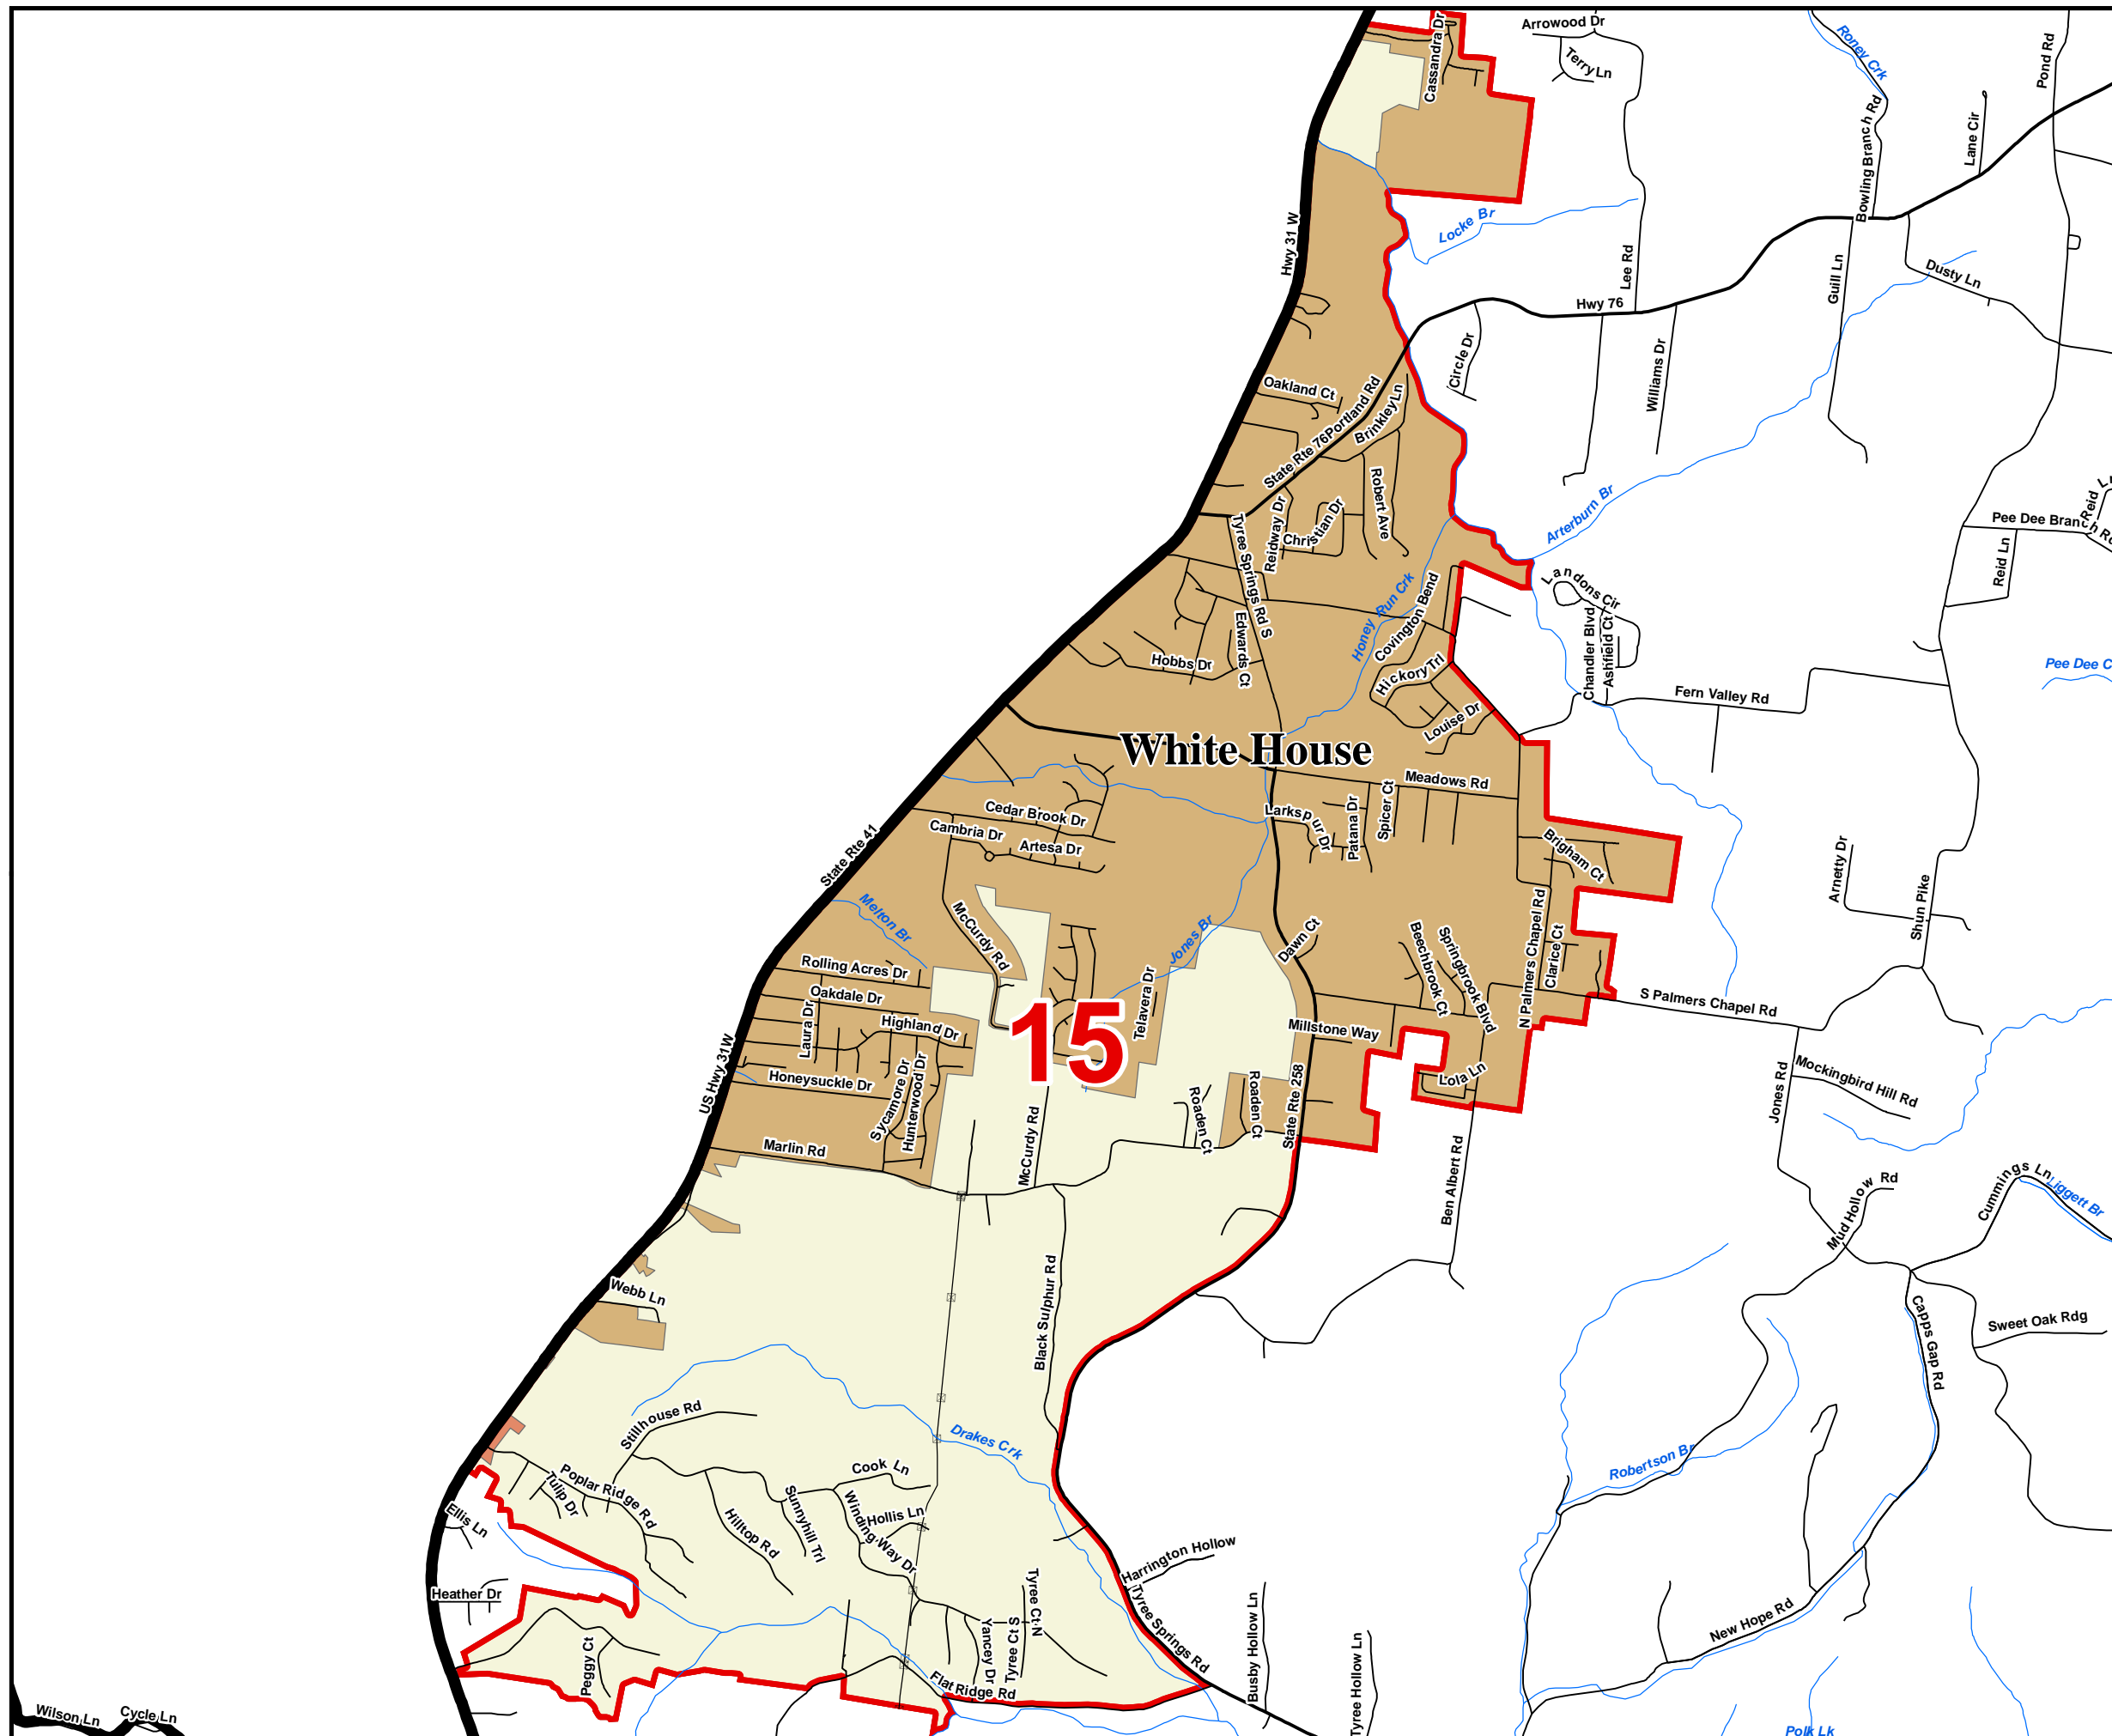 Cassandra Dr
Arrowood Dr
Terry Ln
Roney Crk
Pond Rd
Bowling Branch Rd
Lane Cir
Locke Br
Hwy 31 W
Lee Rd
Guill Ln
Dusty Ln
Hwy 76
Circle Dr
Williams Dr
Oakland Ct
State Rte 76
Portland Rd
Brinkley Ln
Robert Ave
Reidway Dr
Christian Dr
Tyree Springs Rd S
Arterburn Br
Reid Ln
Pee Dee Branch Rd
Reid Ln
Landons Cir
Chandler Blvd
Ashfield Ct
Honey Run Crk
Covington Bend
Edwards Ct
Hobbs Dr
Hickory Trl
Louise Dr
Fern Valley Rd
Pee Dee C
White House
Meadows Rd
Cedar Brook Dr
Cambria Dr
Artesa Dr
Larkspur Dr
Patana Dr
Spicer Ct
Brigham Ct
State Rte 41
Melton Br
McCurdy Rd
Jones Br
Dawn Ct
Beechbrook Ct
Springbrook Blvd
N Palmers Chapel Rd
Clarice Ct
Arnetty Dr
Shun Pike
Rolling Acres Dr
Oakdale Dr
Laura Dr
Highland Dr
Telavera Dr
15
Millstone Way
S Palmers Chapel Rd
US Hwy 31W
Honeysuckle Dr
Sycamore Dr
Hunterwood Dr
Lola Ln
Jones Rd
Mockingbird Hill Rd
Marlin Rd
McCurdy Rd
Roaden Ct
Roaden Ct
State Rte 258
Ben Albert Rd
Mud Hollow Rd
Cummings Ln
Liggett Br
Webb Ln
Black Sulphur Rd
Capps Gap Rd
Sweet Oak Rdg
Stillhouse Rd
Drakes Crk
Robertson Br
Poplar Ridge Rd
Tulip Dr
Cook Ln
Ellis Ln
Hilltop Rd
Sunnyhill Trl
Winding Way Dr
Hollis Ln
Harrington Hollow
Heather Dr
Peggy Ct
Yancey Dr
Tyree Ct S
Tyree Ct N
Tyree Springs Rd
Busby Hollow Ln
Tyree Hollow Ln
New Hope Rd
Flat Ridge Rd
Wilson Ln
Cycle Ln
Polk Lk